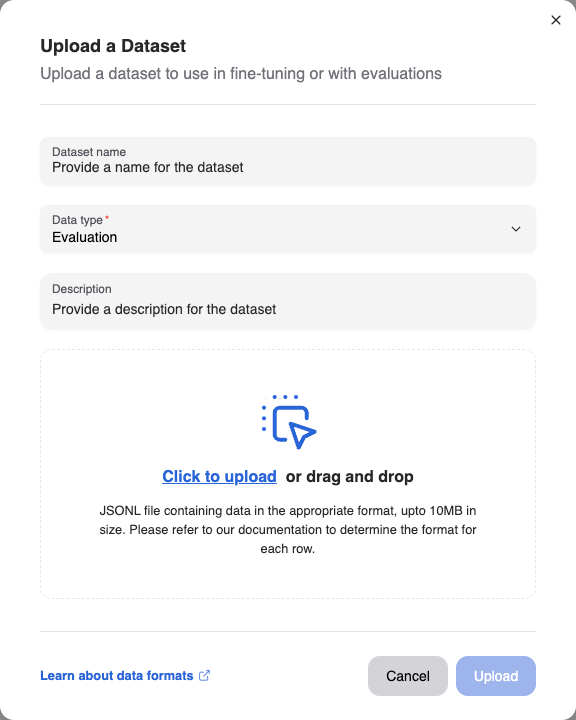 Upload a Dataset
Upload a dataset to use in fine-tuning or with evaluations
Dataset name
Provide a name for the dataset
Data type *
Evaluation
Description
Provide a description for the dataset
Click to upload or drag and drop
JSONL file containing data in the appropriate format, upto 10MB in
size. Please refer to our documentation to determine the format for
each row.
Learn about data formats
Cancel
Upload